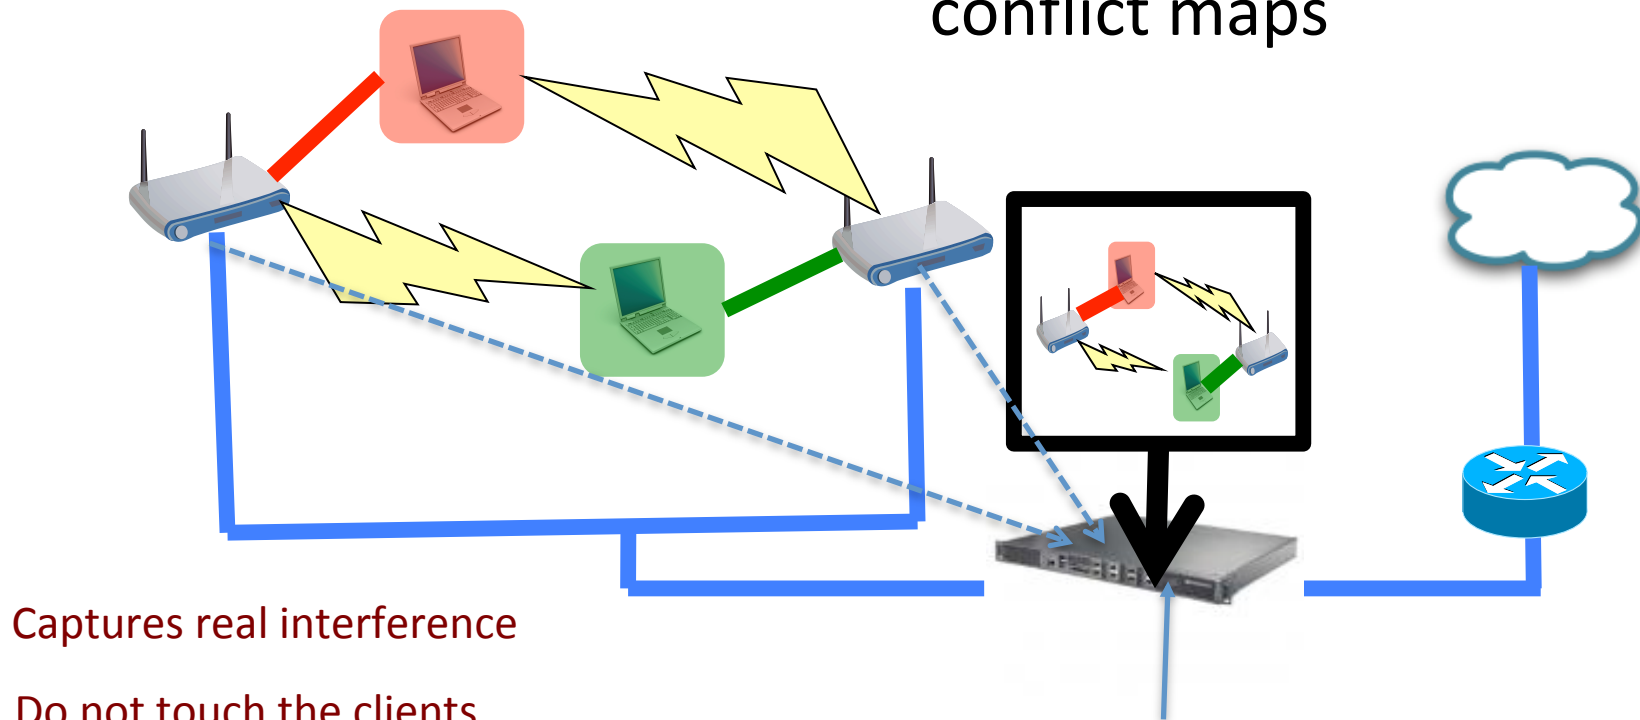 conflict maps
Captures real interference
Do not touch the clients